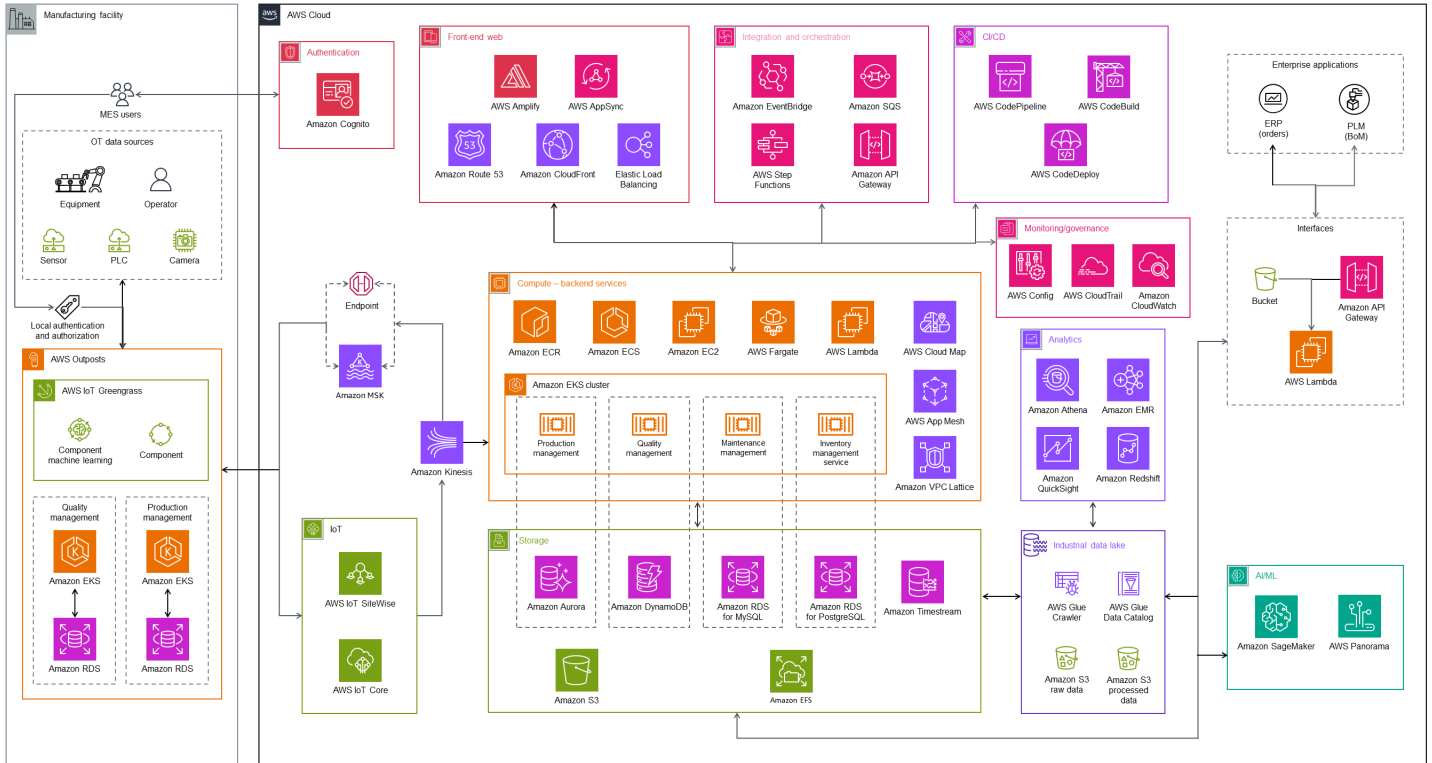 Manufacturing facility
MES users
OT data sources
Equipment
Operator
Sensor
PLC
Camera
Local authentication
and authorization
AWS Outposts
AWS IoT Greengrass
Component
machine learning
Component
Quality
management
Amazon EKS
Amazon RDS
Production
management
Amazon EKS
Amazon RDS
aws
AWS Cloud
Authentication
Amazon Cognito
Front-end web
AWS Amplify
AWS AppSync
53
Amazon Route 53
Amazon CloudFront
Elastic Load
Balancing
Integration and orchestration
Amazon EventBridge
Amazon SQS
AWS Step
Functions
Amazon API
Gateway
CI/CD
AWS CodePipeline
AWS CodeBuild
AWS CodeDeploy
Monitoring/governance
AWS Config
AWS CloudTrail
Amazon
CloudWatch
Enterprise applications
ERP
(orders)
PLM
(BoM)
Interfaces
Bucket
Amazon API
Gateway
AWS Lambda
Endpoint
Amazon MSK
Amazon Kinesis
IoT
AWS IoT SiteWise
AWS IoT Core
Compute – backend services
Amazon ECR
Amazon ECS
Amazon EC2
AWS Fargate
AWS Lambda
AWS Cloud Map
AWS App Mesh
Amazon VPC Lattice
Amazon EKS cluster
Production
management
Quality
management
Maintenance
management
Inventory
management
service
Storage
Amazon Aurora
Amazon DynamoDB
Amazon RDS
for MySQL
Amazon RDS
for PostgreSQL
Amazon Timestream
Amazon S3
Amazon EFS
Analytics
Amazon Athena
Amazon EMR
Amazon
QuickSight
Amazon Redshift
Industrial data lake
AWS Glue
Crawler
AWS Glue
Data Catalog
Amazon S3
raw data
Amazon S3
processed
data
AI/ML
Amazon SageMaker
AWS Panorama